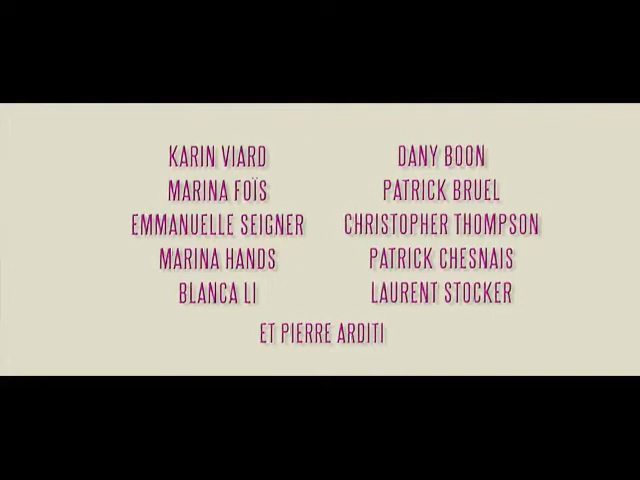 KARIN VIARD DANY BOON
MARINA FOÏS PATRICK BRUEL
EMMANUELLE SEIGNER CHRISTOPHER THOMPSON
MARINA HANDS PATRICK CHESNAIS
BLANCA LI LAURENT STOCKER
ET PIERRE ARDITI